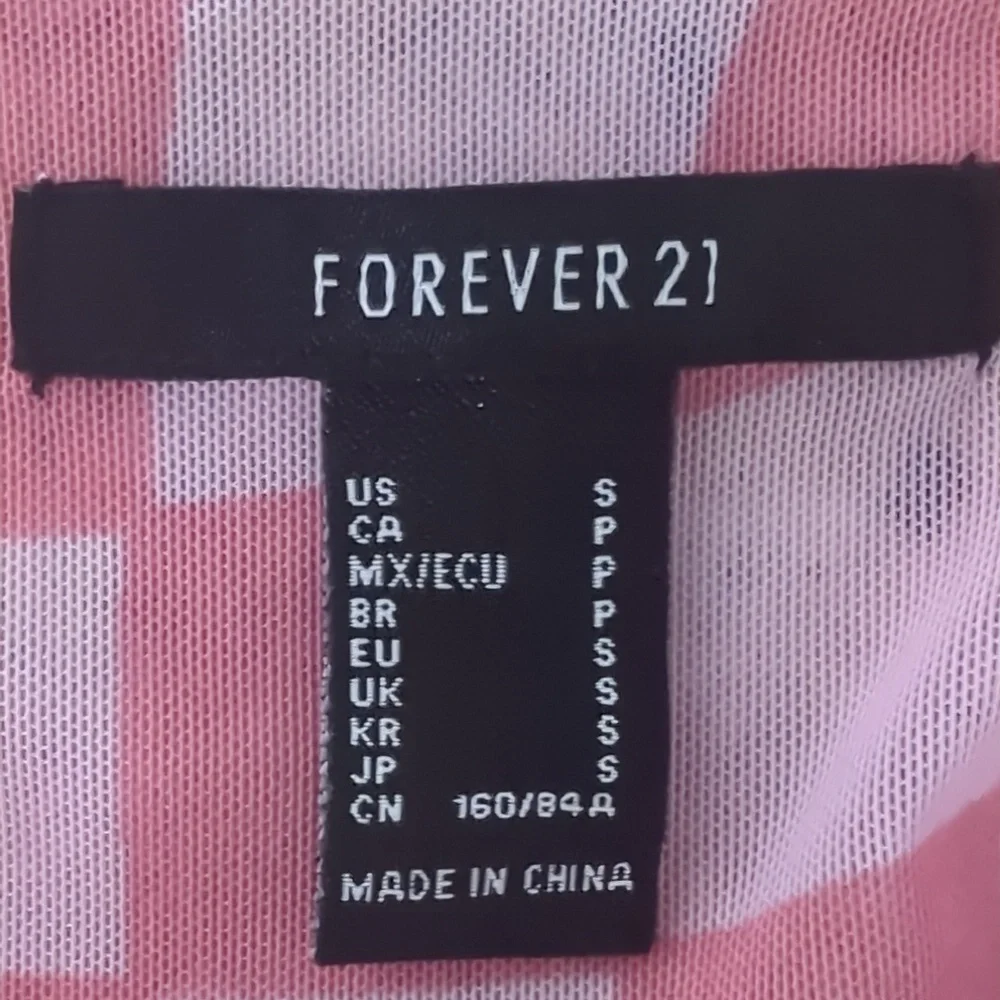 FOREVER 21
US S
CA P
MX/ECU P
BR P
EU S
UK S
KR S
JP S
CN 160/84A
MADE IN CHINA